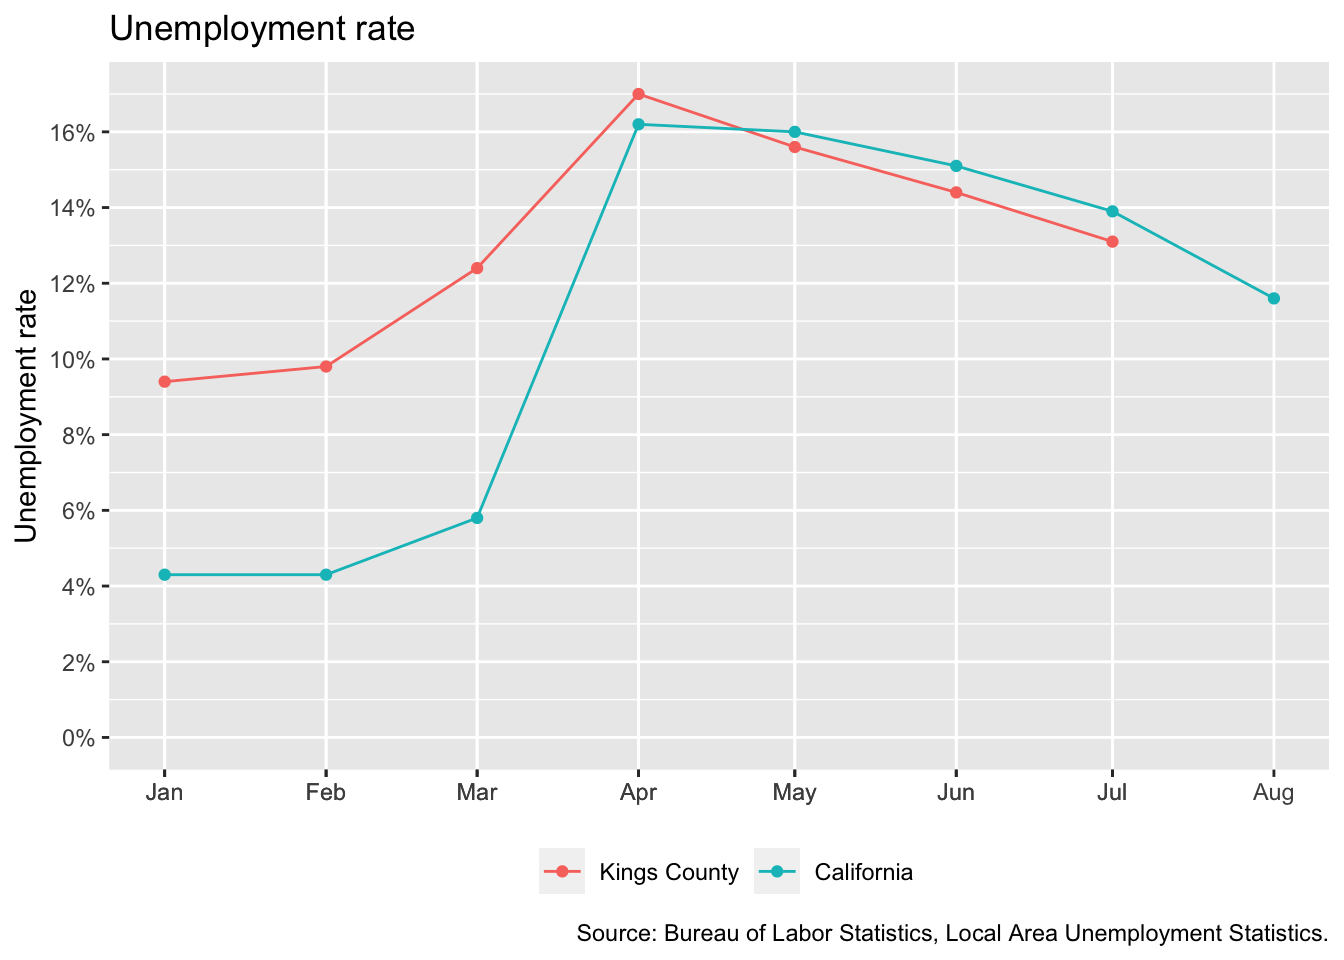 Unemployment rate
Unemployment rate
16%
14%
12%
10%
8%
6%
4%
2%
0%
Jan Feb Mar Apr May Jun Jul Aug
Kings County California
Source: Bureau of Labor Statistics, Local Area Unemployment Statistics.